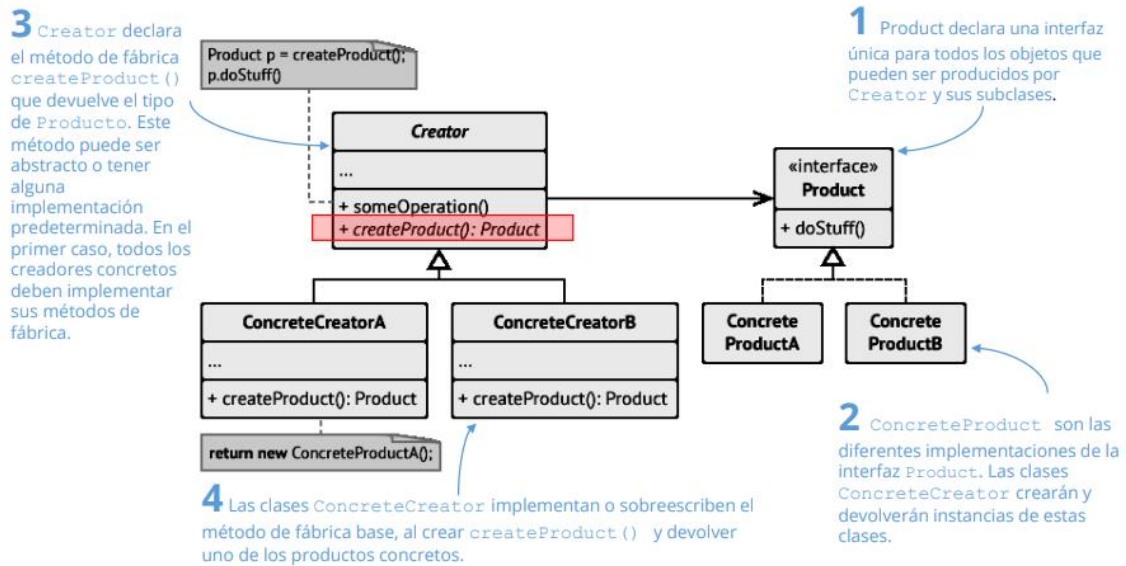 3 Creator declara
el método de fábrica
createProduct()
que devuelve el tipo
de Producto. Este
método puede ser
abstracto o tener
alguna
implementación
predeterminada. En el
primer caso, todos los
creadores concretos
deben implementar
sus métodos de
fábrica.
Product p = createProduct();
p.doStuff()
1 Product declara una interfaz
única para todos los objetos que
pueden ser producidos por
Creator y sus subclases.
Creator
...
+ someOperation()
+ createProduct(): Product
«interface»
Product
+ doStuff()
ConcreteCreatorA
...
+ createProduct(): Product
ConcreteCreatorB
...
+ createProduct(): Product
Concrete
ProductA
Concrete
ProductB
return new ConcreteProductA();
2 ConcreteProduct son las
diferentes implementaciones de la
interfaz Product. Las clases
ConcreteCreator crearán y
devolverán instancias de estas
clases.
4 Las clases ConcreteCreator implementan o sobreescriben el
método de fábrica base, al crear createProduct() y devolver
uno de los productos concretos.